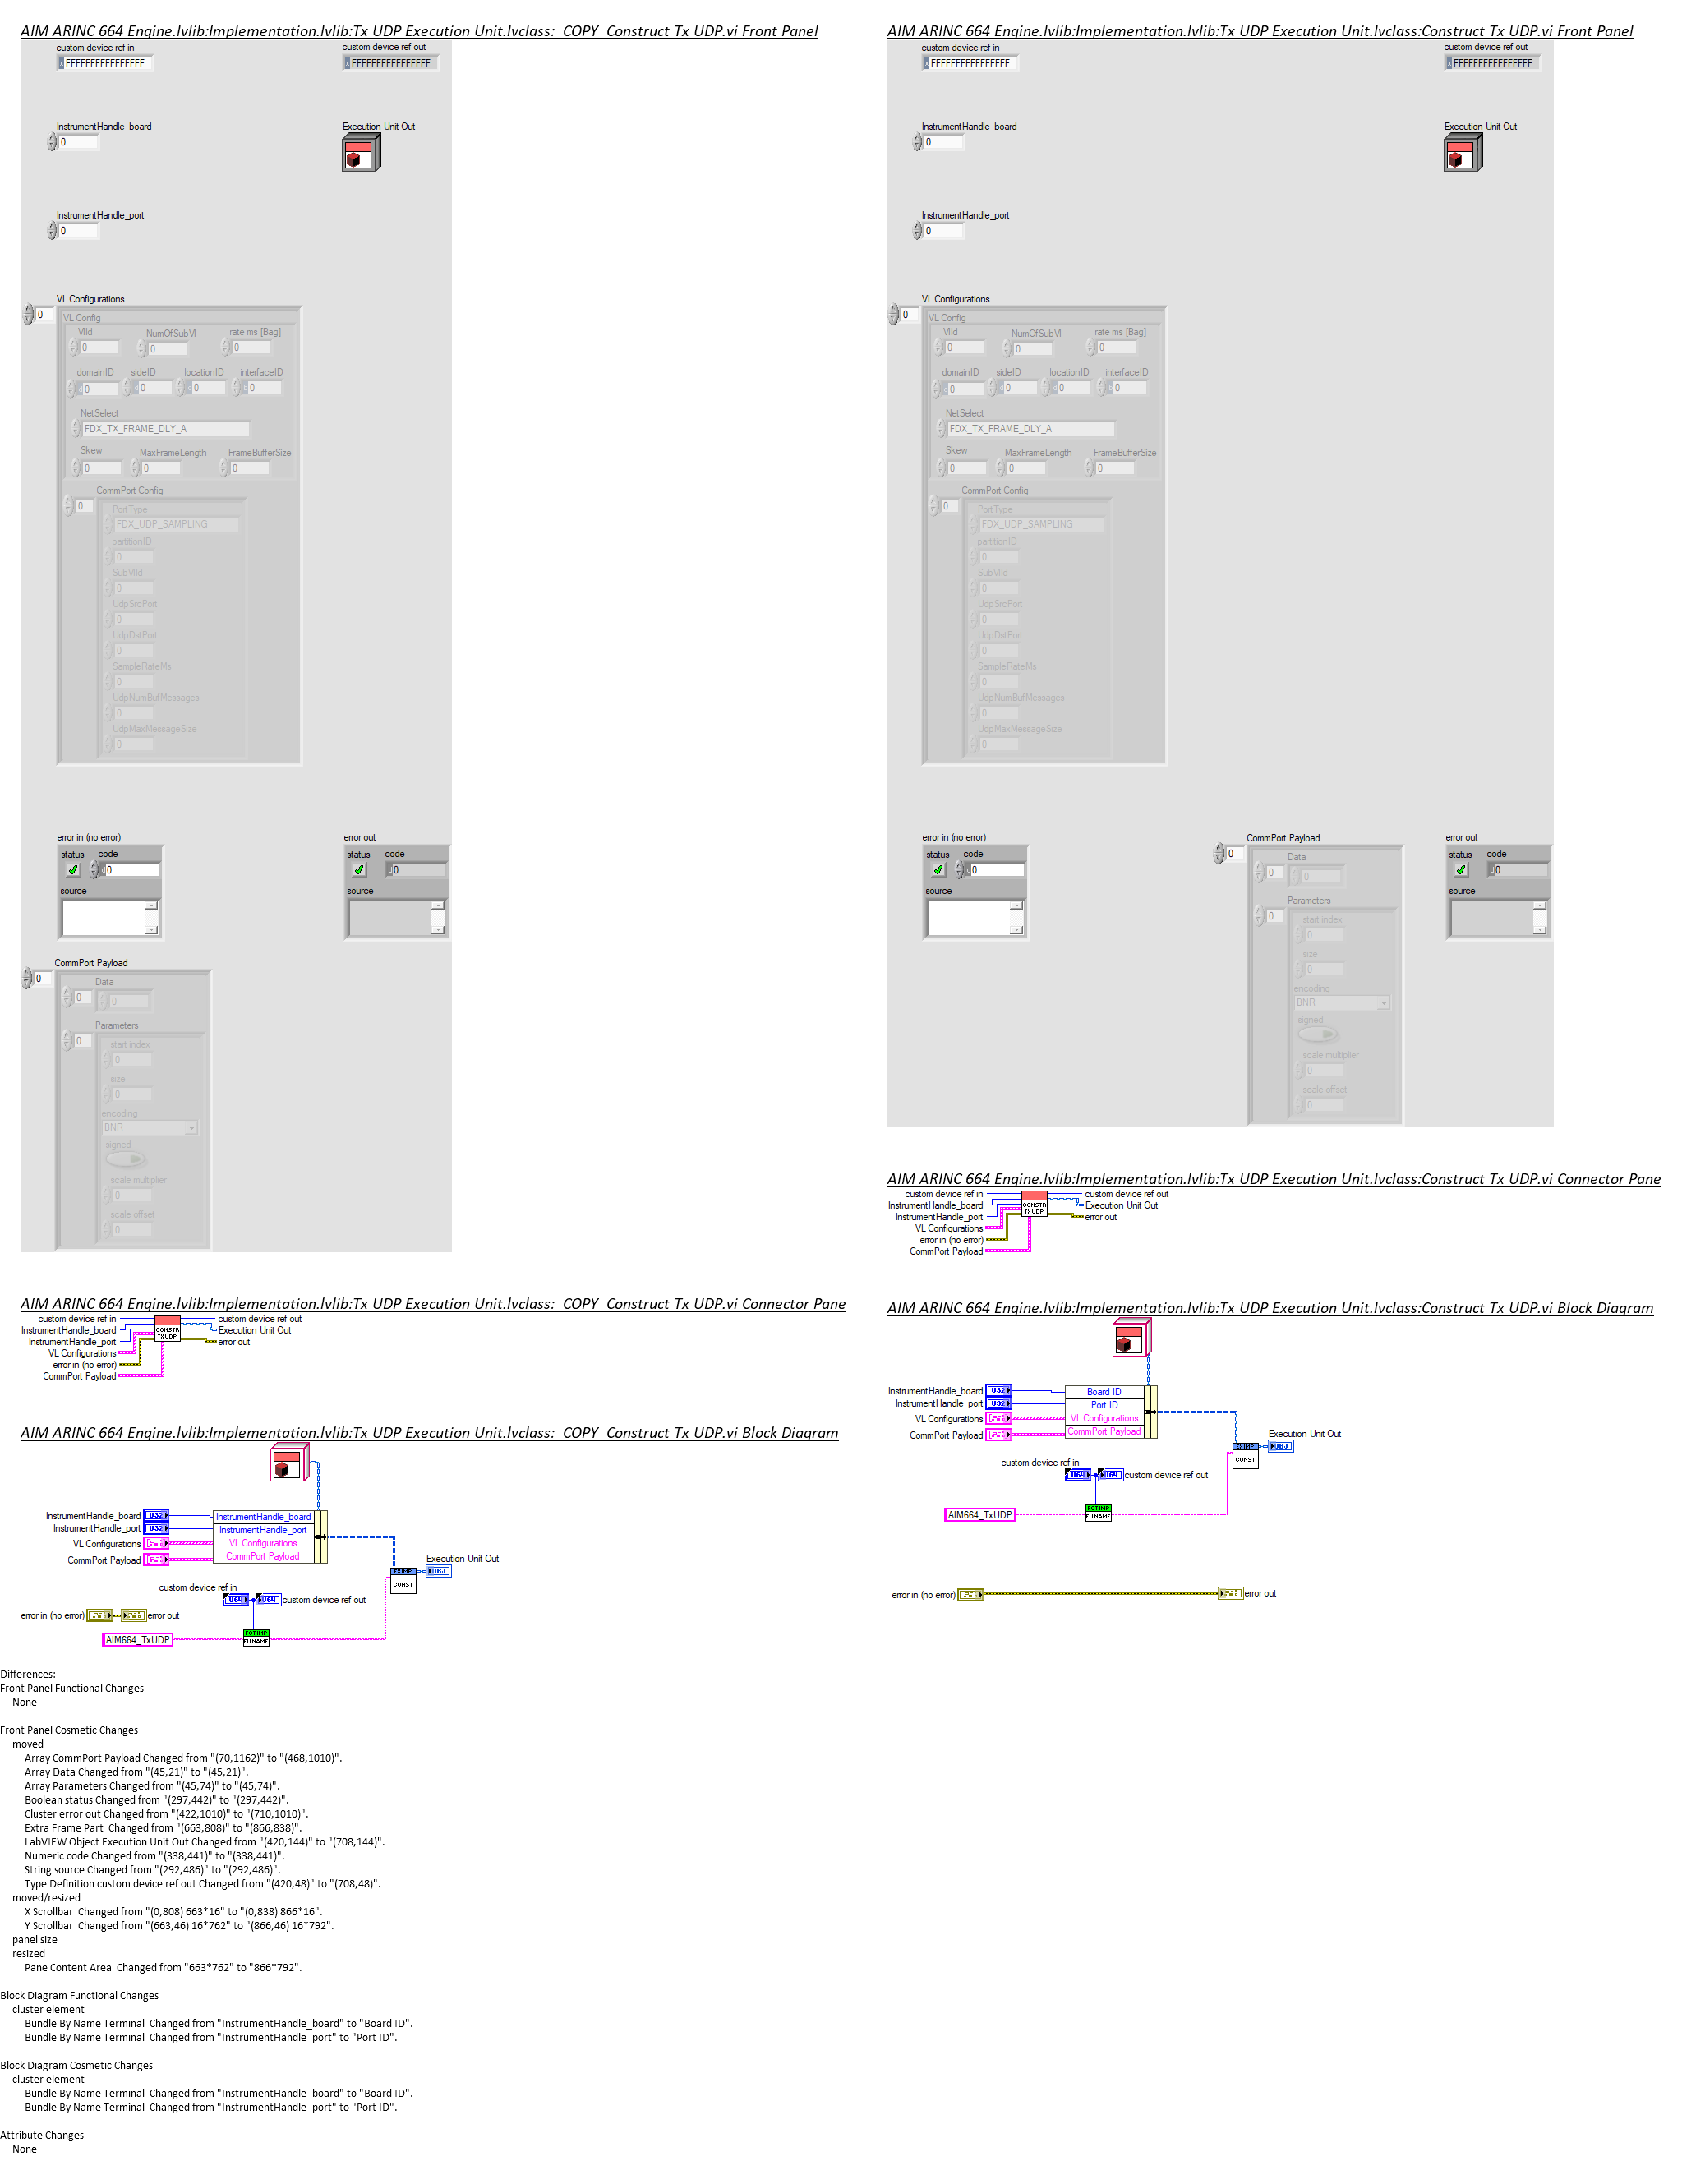 AIM ARINC 664 Engine.lvlib:Implementation.lvlib:Tx UDP Execution Unit.lvclass:_COPY_Construct Tx UDP.vi Front Panel
custom device ref in
custom device ref out
x FFFFFFFFFFFFFFFF
x FFFFFFFFFFFFFFFF
InstrumentHandle_board
Execution Unit Out
0
InstrumentHandle_port
0
VL Configurations
0
VL Config
VlId NumOfSubVl rate ms [Bag]
0 0 0
domainID sideID locationID interfaceID
d0 d0 d0 b0
NetSelect
FDX_TX_FRAME_DLY_A
Skew MaxFrameLength FrameBufferSize
0 0 0
CommPort Config
0
PortType
FDX_UDP_SAMPLING
partitionID
0
SubVlId
0
UdpSrcPort
0
UdpDstPort
0
SampleRateMs
0
UdpNumBufMessages
0
UdpMaxMessageSize
0
error in (no error)
error out
status code
status code
d0
d0
source
source
CommPort Payload
0
Data
0 0
Parameters
0
start index
0
size
0
encoding
BNR
signed
scale multiplier
0
scale offset
0
AIM ARINC 664 Engine.lvlib:Implementation.lvlib:Tx UDP Execution Unit.lvclass:_COPY_Construct Tx UDP.vi Connector Pane
custom device ref in
InstrumentHandle_board
InstrumentHandle_port
VL Configurations
error in (no error)
CommPort Payload
CONSTR
TX UDP
custom device ref out
Execution Unit Out
error out
AIM ARINC 664 Engine.lvlib:Implementation.lvlib:Tx UDP Execution Unit.lvclass:_COPY_Construct Tx UDP.vi Block Diagram
InstrumentHandle_board U32 InstrumentHandle_board
InstrumentHandle_port U32 InstrumentHandle_port
VL Configurations VL Configurations
CommPort Payload CommPort Payload
Execution Unit Out
OBJ
CONST
custom device ref in
U64 U64 custom device ref out
error in (no error) error out
AIM664_TxUDP
EU NAME
AIM ARINC 664 Engine.lvlib:Implementation.lvlib:Tx UDP Execution Unit.lvclass:Construct Tx UDP.vi Front Panel
custom device ref in
custom device ref out
x FFFFFFFFFFFFFFFF
x FFFFFFFFFFFFFFFF
InstrumentHandle_board
Execution Unit Out
0
InstrumentHandle_port
0
VL Configurations
0
VL Config
VlId NumOfSubVl rate ms [Bag]
0 0 0
domainID sideID locationID interfaceID
d0 d0 d0 b0
NetSelect
FDX_TX_FRAME_DLY_A
Skew MaxFrameLength FrameBufferSize
0 0 0
CommPort Config
0
PortType
FDX_UDP_SAMPLING
partitionID
0
SubVlId
0
UdpSrcPort
0
UdpDstPort
0
SampleRateMs
0
UdpNumBufMessages
0
UdpMaxMessageSize
0
error in (no error)
status code
d0
source
CommPort Payload
0
Data
0 0
Parameters
0
start index
0
size
0
encoding
BNR
signed
scale multiplier
0
scale offset
0
error out
status code
d0
source
AIM ARINC 664 Engine.lvlib:Implementation.lvlib:Tx UDP Execution Unit.lvclass:Construct Tx UDP.vi Connector Pane
custom device ref in
InstrumentHandle_board
InstrumentHandle_port
VL Configurations
error in (no error)
CommPort Payload
CONSTR
TX UDP
custom device ref out
Execution Unit Out
error out
AIM ARINC 664 Engine.lvlib:Implementation.lvlib:Tx UDP Execution Unit.lvclass:Construct Tx UDP.vi Block Diagram
InstrumentHandle_board U32 Board ID
InstrumentHandle_port U32 Port ID
VL Configurations VL Configurations
CommPort Payload CommPort Payload
Execution Unit Out
OBJ
CONST
custom device ref in
U64 U64 custom device ref out
AIM664_TxUDP
EU NAME
error in (no error) error out
Differences:
Front Panel Functional Changes
None
Front Panel Cosmetic Changes
moved
Array CommPort Payload Changed from "(70,1162)" to "(468,1010)".
Array Data Changed from "(45,21)" to "(45,21)".
Array Parameters Changed from "(45,74)" to "(45,74)".
Boolean status Changed from "(297,442)" to "(297,442)".
Cluster error out Changed from "(422,1010)" to "(710,1010)".
Extra Frame Part  Changed from "(663,808)" to "(866,838)".
LabVIEW Object Execution Unit Out Changed from "(420,144)" to "(708,144)".
Numeric code Changed from "(338,441)" to "(338,441)".
String source Changed from "(292,486)" to "(292,486)".
Type Definition custom device ref out Changed from "(420,48)" to "(708,48)".
moved/resized
X Scrollbar  Changed from "(0,808) 663*16" to "(0,838) 866*16".
Y Scrollbar  Changed from "(663,46) 16*762" to "(866,46) 16*792".
panel size
resized
Pane Content Area  Changed from "663*762" to "866*792".
Block Diagram Functional Changes
cluster element
Bundle By Name Terminal  Changed from "InstrumentHandle_board" to "Board ID".
Bundle By Name Terminal  Changed from "InstrumentHandle_port" to "Port ID".
Block Diagram Cosmetic Changes
cluster element
Bundle By Name Terminal  Changed from "InstrumentHandle_board" to "Board ID".
Bundle By Name Terminal  Changed from "InstrumentHandle_port" to "Port ID".
Attribute Changes
None